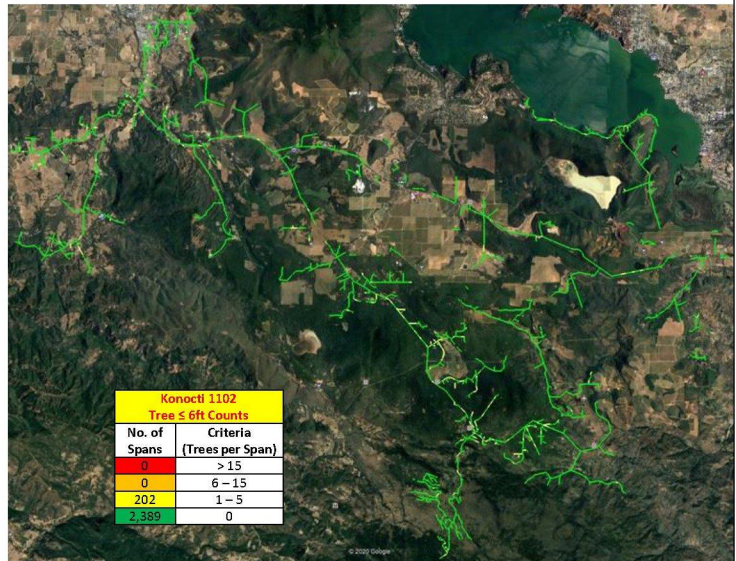 Konocti 1102
Tree ≤ 6ft Counts
No. of Spans | Criteria (Trees per Span)
0 | > 15
0 | 6 – 15
202 | 1 – 5
2,389 | 0
© 2020 Google